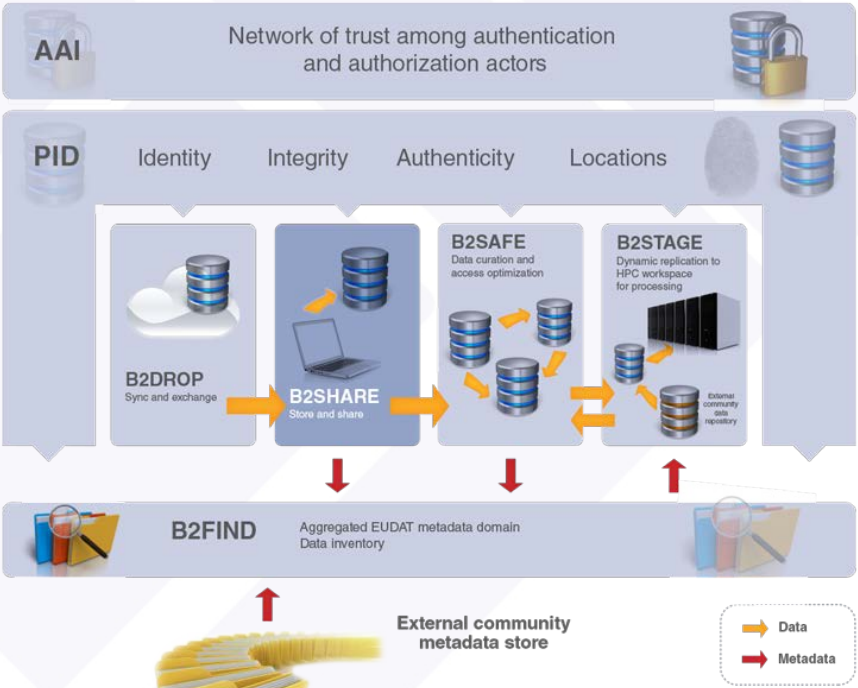 AAI
Network of trust among authentication
and authorization actors
PID
Identity
Integrity
Authenticity
Locations
B2DROP
Sync and exchange
B2SHARE
Store and share
B2SAFE
Data curation and
access optimization
B2STAGE
Dynamic replication to
HPC workspace
for processing
External
community
data
repository
B2FIND
Aggregated EUDAT metadata domain
Data inventory
External community
metadata store
Data
Metadata